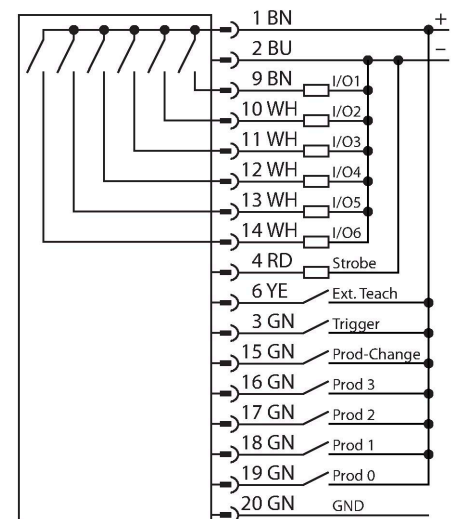 1 BN +
2 BU −
9 BN I/O1
10 WH I/O2
11 WH I/O3
12 WH I/O4
13 WH I/O5
14 WH I/O6
4 RD Strobe
6 YE Ext. Teach
3 GN Trigger
15 GN Prod-Change
16 GN Prod 3
17 GN Prod 2
18 GN Prod 1
19 GN Prod 0
20 GN GND